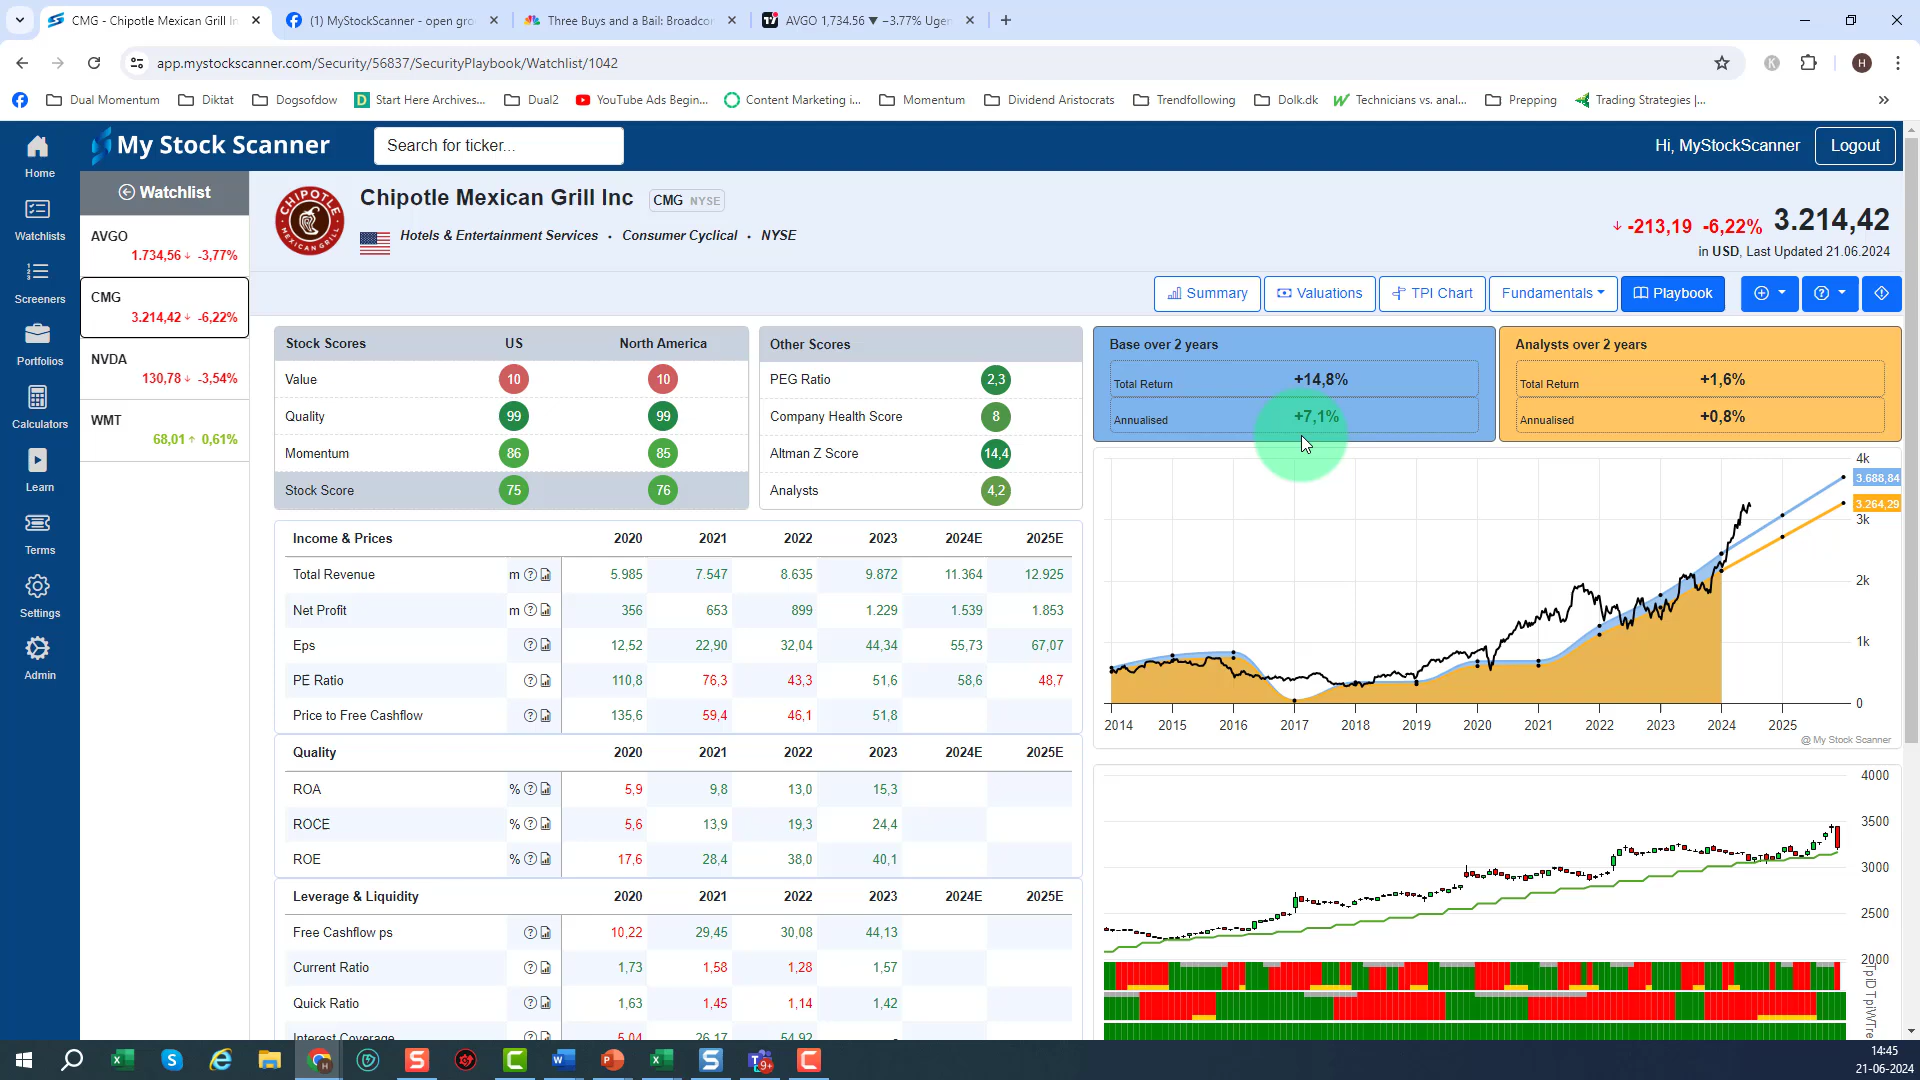 CMG - Chipotle Mexican Grill In
(1) MyStockScanner - open gro
Three Buys and a Bail: Broadcor
AVGO 1,734.56 ▼ −3.77% Uger
app.mystockscanner.com/Security/56837/SecurityPlaybook/Watchlist/1042
K
H
Dual Momentum
Diktat
Dogsofdow
Start Here Archives...
Dual2
YouTube Ads Begin...
Content Marketing i...
Momentum
Dividend Aristocrats
Trendfollowing
Dolk.dk
Technicians vs. anal...
Prepping
Trading Strategies |...
My Stock Scanner
Search for ticker...
Hi, MyStockScanner
Logout
Home
Watchlists
Screeners
Portfolios
Calculators
Learn
Terms
Settings
Admin
Watchlist
AVGO
1.734,56 ↓ -3,77%
CMG
3.214,42 ↓ -6,22%
NVDA
130,78 ↓ -3,54%
WMT
68,01 ↑ 0,61%
CHIPOTLE
MEXICAN GRILL
Chipotle Mexican Grill Inc CMG NYSE
Hotels & Entertainment Services • Consumer Cyclical • NYSE
↓ -213,19 -6,22% 3.214,42
in USD, Last Updated 21.06.2024
Summary
Valuations
TPI Chart
Fundamentals
Playbook
Stock Scores US North America
Value 10 10
Quality 99 99
Momentum 86 85
Stock Score 75 76
Other Scores
PEG Ratio 2,3
Company Health Score 8
Altman Z Score 14,4
Analysts 4,2
Income & Prices 2020 2021 2022 2023 2024E 2025E
Total Revenue m 5.985 7.547 8.635 9.872 11.364 12.925
Net Profit m 356 653 899 1.229 1.539 1.853
Eps 12,52 22,90 32,04 44,34 55,73 67,07
PE Ratio 110,8 76,3 43,3 51,6 58,6 48,7
Price to Free Cashflow 135,6 59,4 46,1 51,8
Quality 2020 2021 2022 2023 2024E 2025E
ROA % 5,9 9,8 13,0 15,3
ROCE % 5,6 13,9 19,3 24,4
ROE % 17,6 28,4 38,0 40,1
Leverage & Liquidity 2020 2021 2022 2023 2024E 2025E
Free Cashflow ps 10,22 29,45 30,08 44,13
Current Ratio 1,73 1,58 1,28 1,57
Quick Ratio 1,63 1,45 1,14 1,42
Interest Coverage 5,04 26,17 54,92 -
Base over 2 years
Total Return +14,8%
Annualised +7,1%
Analysts over 2 years
Total Return +1,6%
Annualised +0,8%
4k
3.688,84
3.264,29
3k
2k
1k
0
2014 2015 2016 2017 2018 2019 2020 2021 2022 2023 2024 2025
@ My Stock Scanner
4000
3500
3000
2500
2000
TpID TpIWTre
9+
14:45
21-06-2024